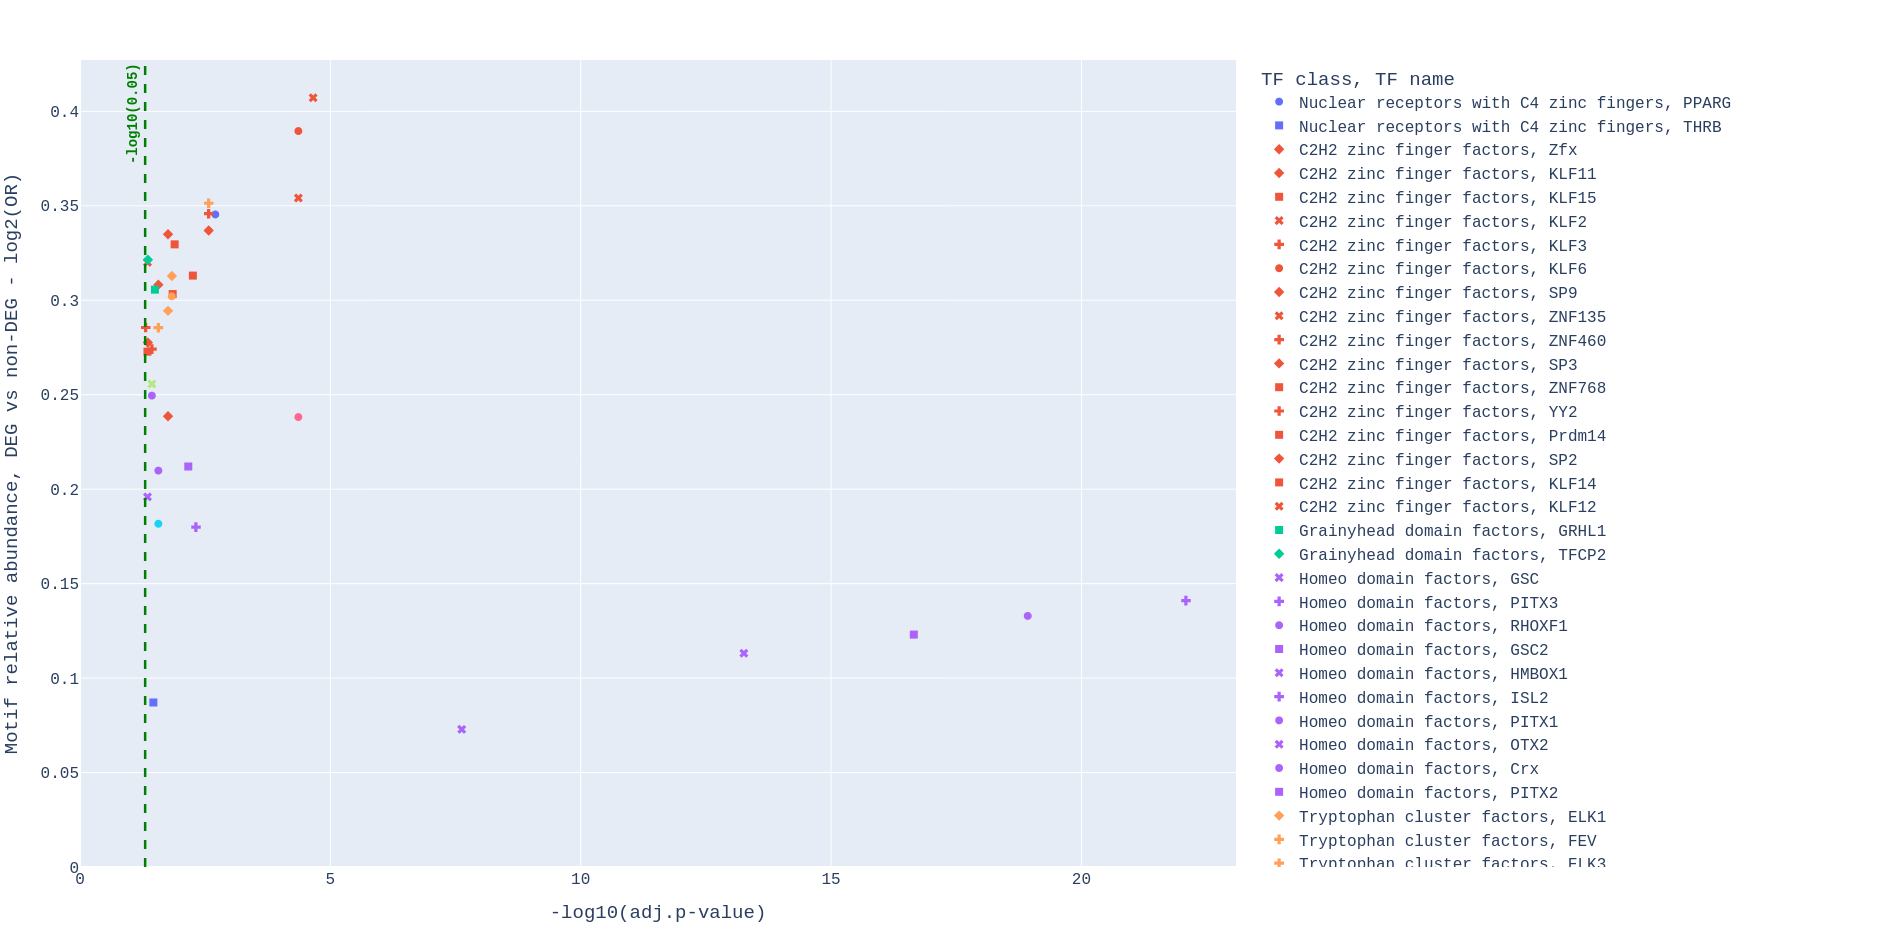 -log10(0.05)
Motif relative abundance, DEG vs non-DEG - log2(OR)
0.4
0.35
0.3
0.25
0.2
0.15
0.1
0.05
0
0
5
10
15
20
-log10(adj.p-value)
TF class, TF name
Nuclear receptors with C4 zinc fingers, PPARG
Nuclear receptors with C4 zinc fingers, THRB
C2H2 zinc finger factors, Zfx
C2H2 zinc finger factors, KLF11
C2H2 zinc finger factors, KLF15
C2H2 zinc finger factors, KLF2
C2H2 zinc finger factors, KLF3
C2H2 zinc finger factors, KLF6
C2H2 zinc finger factors, SP9
C2H2 zinc finger factors, ZNF135
C2H2 zinc finger factors, ZNF460
C2H2 zinc finger factors, SP3
C2H2 zinc finger factors, ZNF768
C2H2 zinc finger factors, YY2
C2H2 zinc finger factors, Prdm14
C2H2 zinc finger factors, SP2
C2H2 zinc finger factors, KLF14
C2H2 zinc finger factors, KLF12
Grainyhead domain factors, GRHL1
Grainyhead domain factors, TFCP2
Homeo domain factors, GSC
Homeo domain factors, PITX3
Homeo domain factors, RHOXF1
Homeo domain factors, GSC2
Homeo domain factors, HMBOX1
Homeo domain factors, ISL2
Homeo domain factors, PITX1
Homeo domain factors, OTX2
Homeo domain factors, Crx
Homeo domain factors, PITX2
Tryptophan cluster factors, ELK1
Tryptophan cluster factors, FEV
Tryptophan cluster factors, ELK3